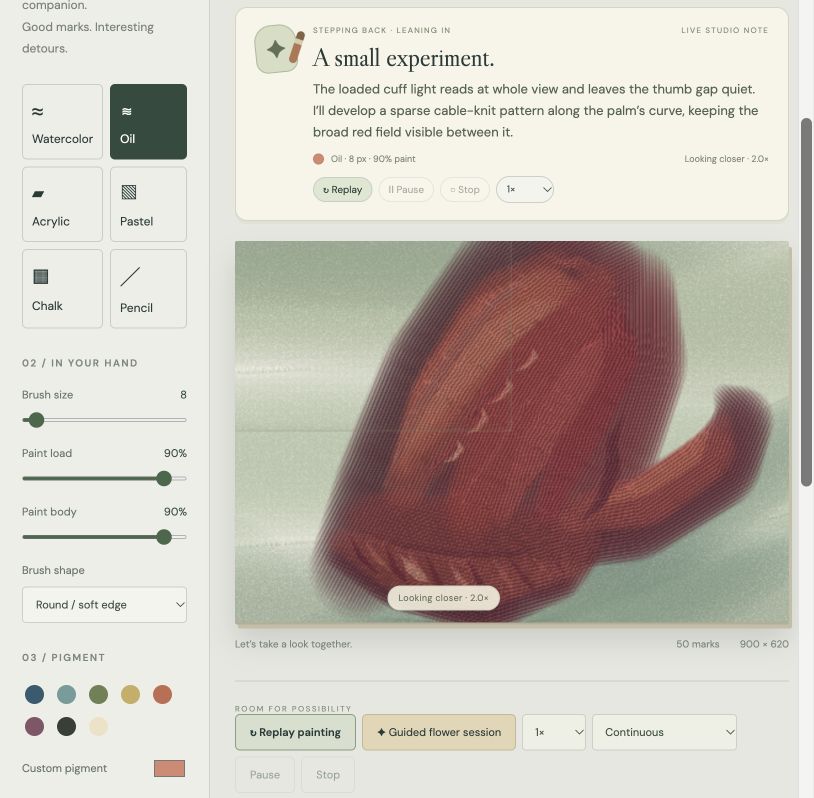 companion.
Good marks. Interesting
detours.
Watercolor
Oil
Acrylic
Pastel
Chalk
Pencil
02 / IN YOUR HAND
Brush size 8
Paint load 90%
Paint body 90%
Brush shape
Round / soft edge
03 / PIGMENT
Custom pigment
STEPPING BACK · LEANING IN LIVE STUDIO NOTE
A small experiment.
The loaded cuff light reads at whole view and leaves the thumb gap quiet.
I'll develop a sparse cable-knit pattern along the palm's curve, keeping the
broad red field visible between it.
Oil · 8 px · 90% paint Looking closer · 2.0×
↻ Replay II Pause ○ Stop 1×
Looking closer · 2.0×
Let's take a look together. 50 marks 900 × 620
ROOM FOR POSSIBILITY
↻ Replay painting ✦ Guided flower session 1× Continuous
Pause Stop